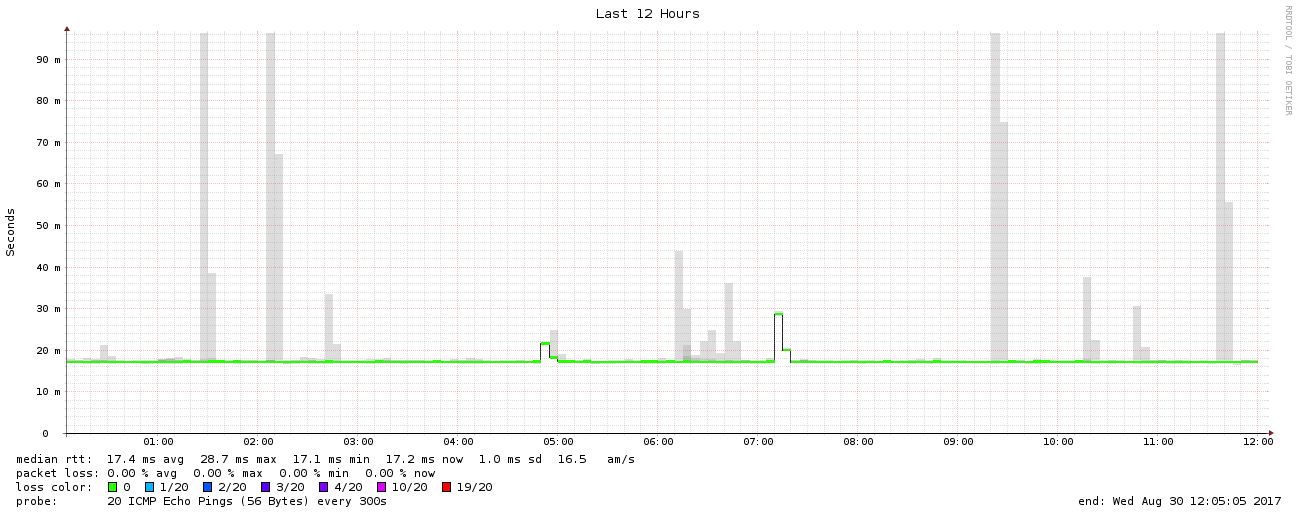 Last 12 Hours
RRDTOOL / TOBI OETIKER
Seconds
90 m
80 m
70 m
60 m
50 m
40 m
30 m
20 m
10 m
0
01:00 02:00 03:00 04:00 05:00 06:00 07:00 08:00 09:00 10:00 11:00 12:00
median rtt: 17.4 ms avg 28.7 ms max 17.1 ms min 17.2 ms now 1.0 ms sd 16.5 am/s
packet loss: 0.00 % avg 0.00 % max 0.00 % min 0.00 % now
loss color: 0 1/20 2/20 3/20 4/20 10/20 19/20
probe: 20 ICMP Echo Pings (56 Bytes) every 300s end: Wed Aug 30 12:05:05 2017